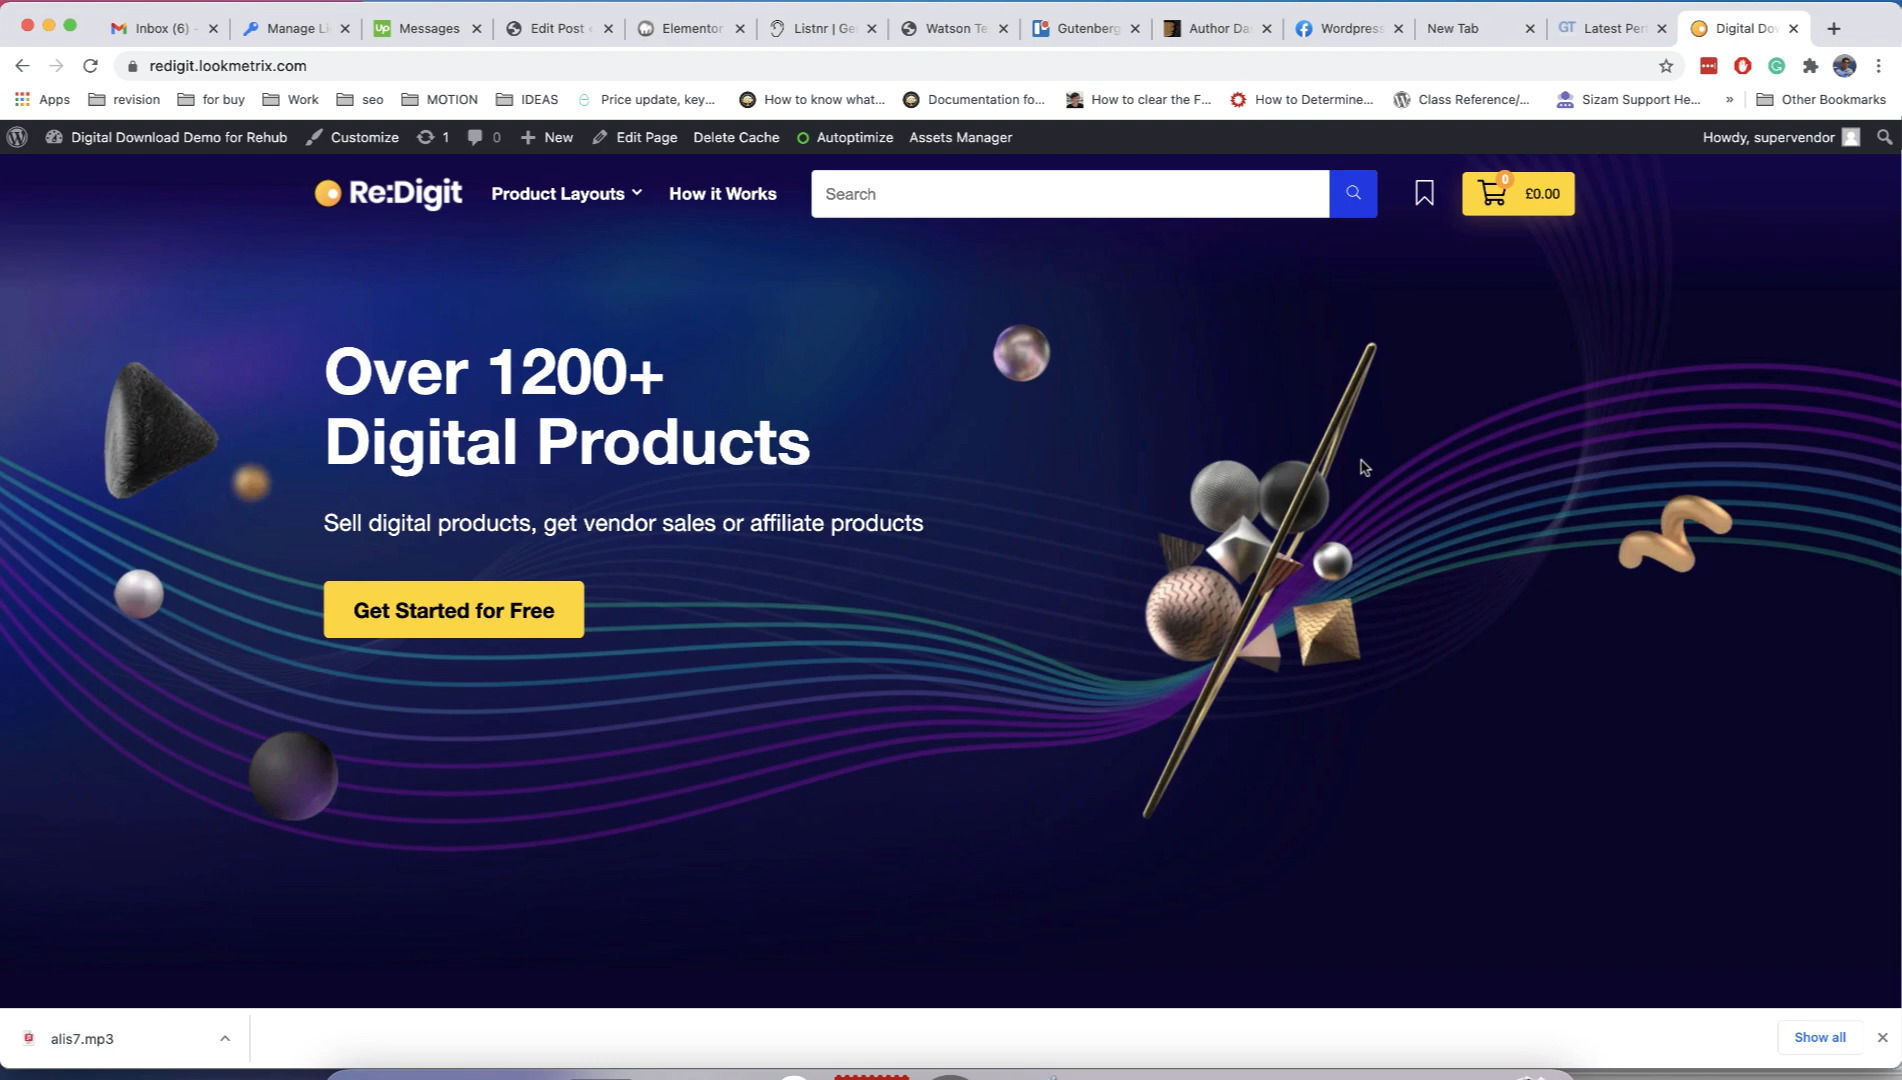 Inbox (6) -
Manage Li
Messages
Edit Post
Elementor
Listnr | Ge
Watson Te
Gutenberg
Author Da
Wordpress
New Tab
GT Latest Per
Digital Dow
redigit.lookmetrix.com
Apps
revision
for buy
Work
seo
MOTION
IDEAS
Price update, key...
How to know what...
Documentation fo...
How to clear the F...
How to Determine...
Class Reference/...
Sizam Support He...
»
Other Bookmarks
Digital Download Demo for Rehub
Customize
1
0
New
Edit Page
Delete Cache
Autoptimize
Assets Manager
Howdy, supervendor
Re:Digit
Product Layouts
How it Works
Search
0
£0.00
Over 1200+
Digital Products
Sell digital products, get vendor sales or affiliate products
Get Started for Free
alis7.mp3
Show all